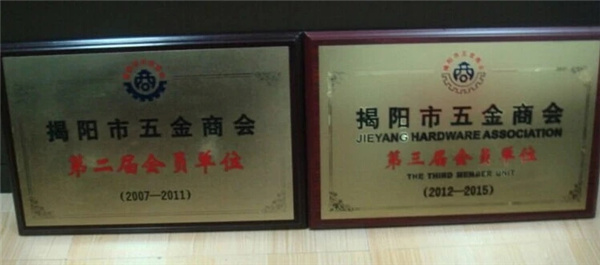 揭阳市五金商会
第二届会员单位
(2007—2011)
揭阳市五金商会
JIEYANG HARDWARE ASSOCIATION
第三届会员单位
THE THIRD MEMBER UNIT
(2012—2015)